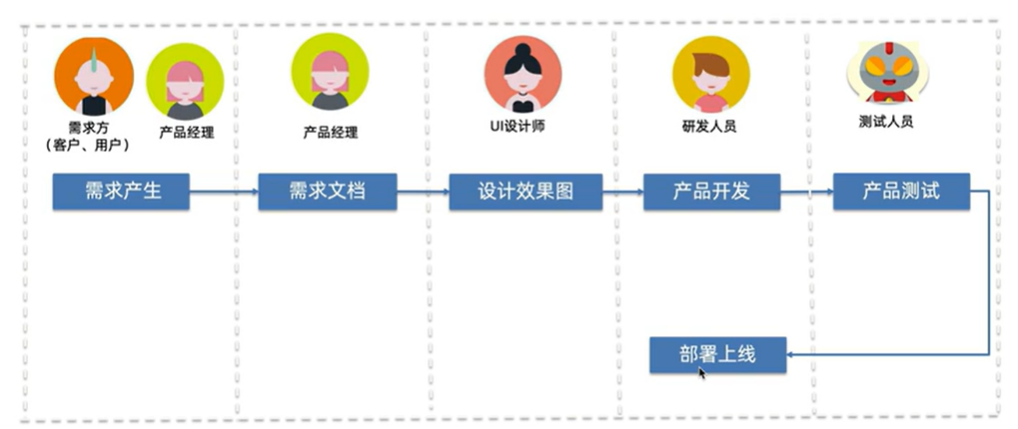 需求方
（客户、用户）
产品经理
产品经理
UI设计师
研发人员
测试人员
需求产生
需求文档
设计效果图
产品开发
产品测试
部署上线